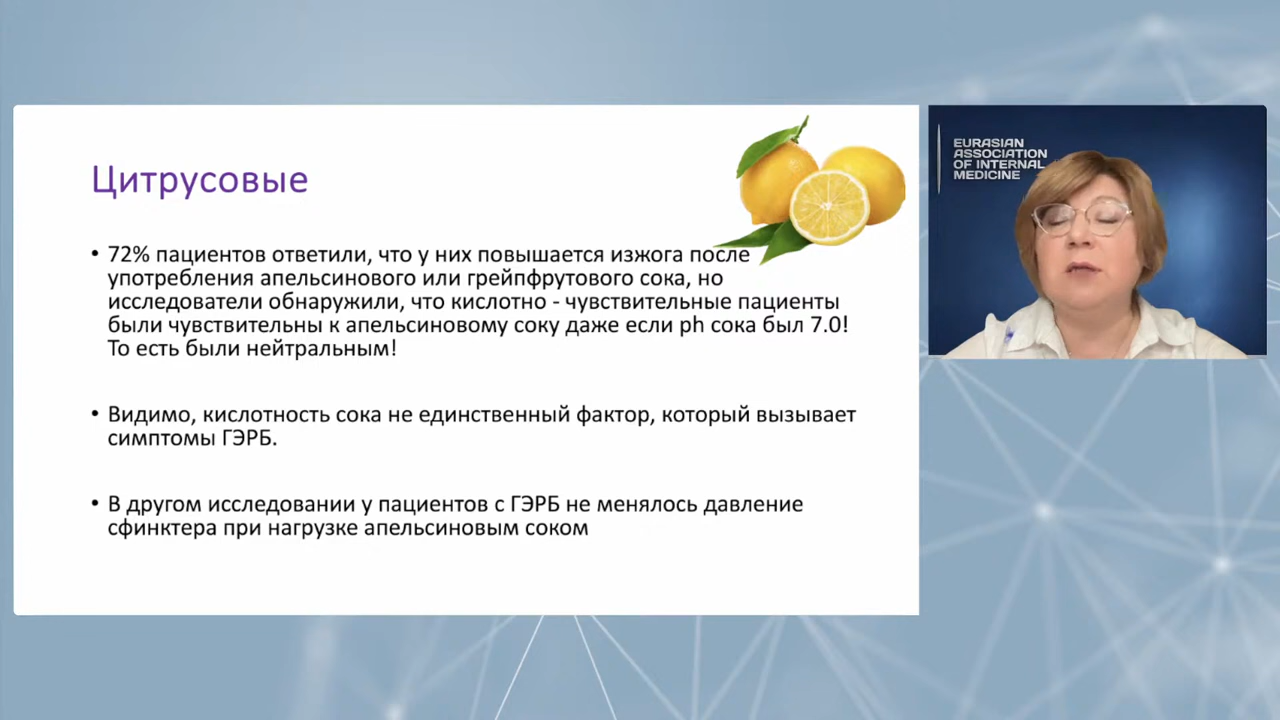 Цитрусовые
• 72% пациентов ответили, что у них повышается изжога после
употребления апельсинового или грейпфрутового сока, но
исследователи обнаружили, что кислотно - чувствительные пациенты
были чувствительны к апельсиновому соку даже если ph сока был 7.0!
То есть были нейтральным!
• Видимо, кислотность сока не единственный фактор, который вызывает
симптомы ГЭРБ.
• В другом исследовании у пациентов с ГЭРБ не менялось давление
сфинктера при нагрузке апельсиновым соком
EURASIAN
ASSOCIATION
OF INTERNAL
MEDICINE